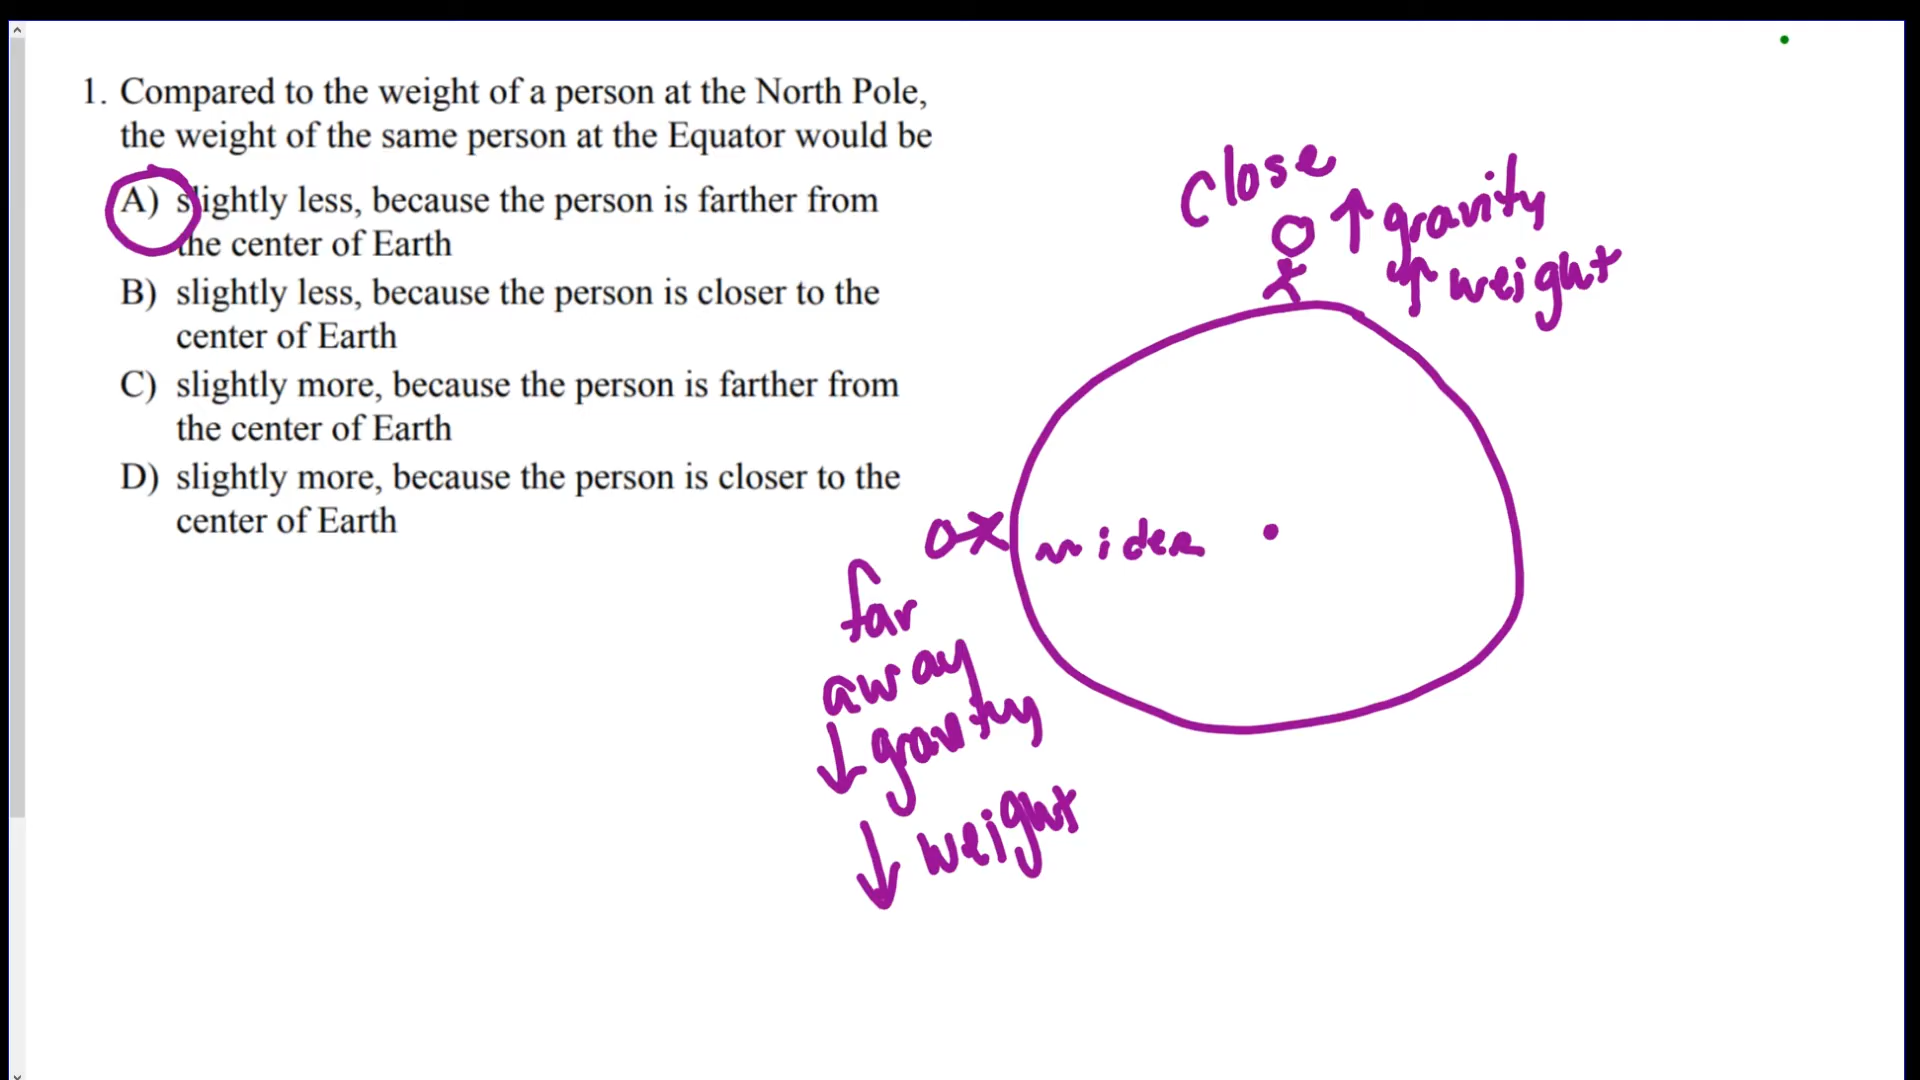 1. Compared to the weight of a person at the North Pole,
the weight of the same person at the Equator would be
A) slightly less, because the person is farther from
the center of Earth
B) slightly less, because the person is closer to the
center of Earth
C) slightly more, because the person is farther from
the center of Earth
D) slightly more, because the person is closer to the
center of Earth
close
↑ gravity
↑ weight
wider
far
away
↓ gravity
↓ weight